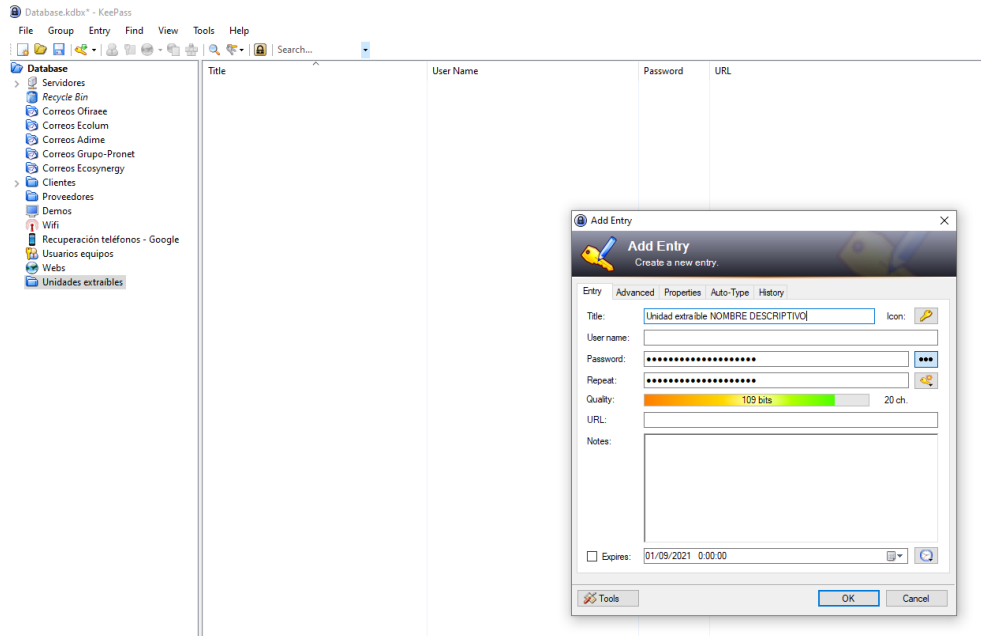 Database.kdbx* - KeePass
File Group Entry Find View Tools Help
Search...
Database
Servidores
Recycle Bin
Correos Ofiraee
Correos Ecolum
Correos Adime
Correos Grupo-Pronet
Correos Ecosynergy
Clientes
Proveedores
Demos
Wifi
Recuperación teléfonos - Google
Usuarios equipos
Webs
Unidades extraíbles
Title User Name Password URL
Add Entry
Add Entry
Create a new entry.
Entry Advanced Properties Auto-Type History
Title: Unidad extraíble NOMBRE DESCRIPTIVO Icon:
User name:
Password: ••••••••••••••••••••
Repeat: ••••••••••••••••••••
Quality: 109 bits 20 ch.
URL:
Notes:
Expires: 01/09/2021 0:00:00
Tools OK Cancel